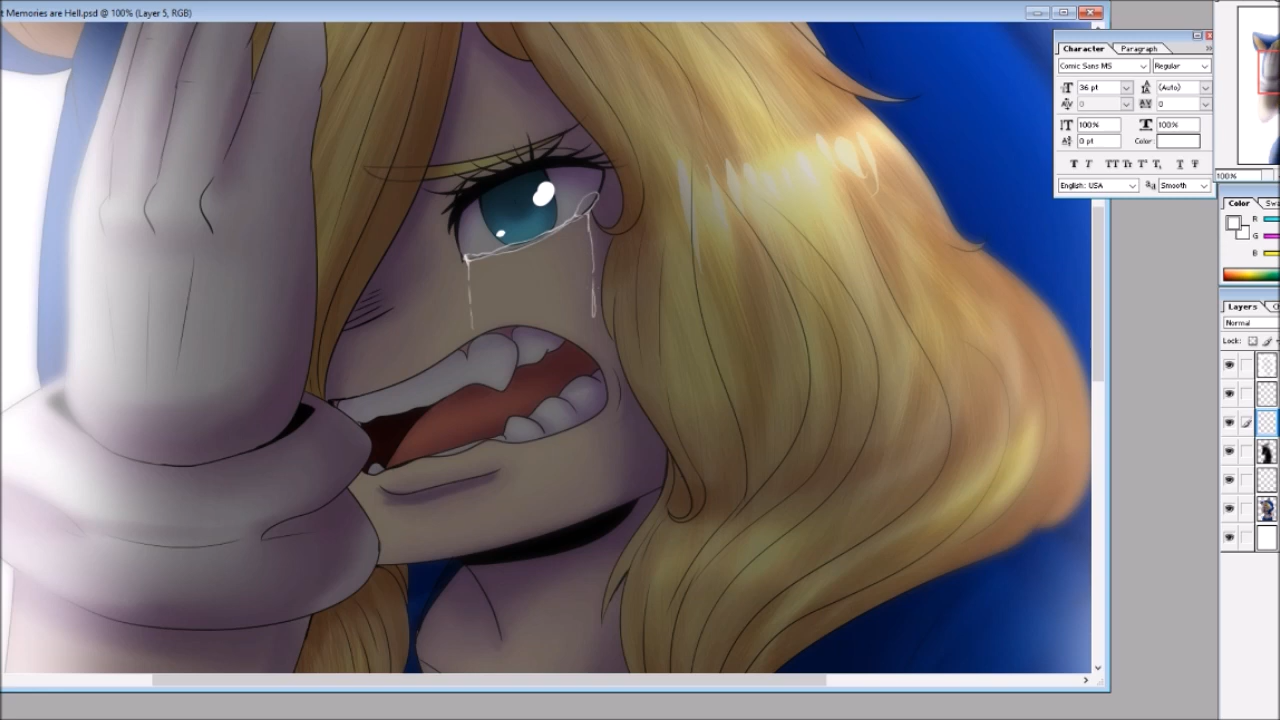 t Memories are Hell.psd @ 100% (Layer 5, RGB)
Character
Paragraph
Comic Sans MS
Regular
36 pt
(Auto)
0
0
100%
100%
0 pt
Color:
English: USA
Smooth
100%
Color
Swa
R
G
B
Layers
Normal
Lock: